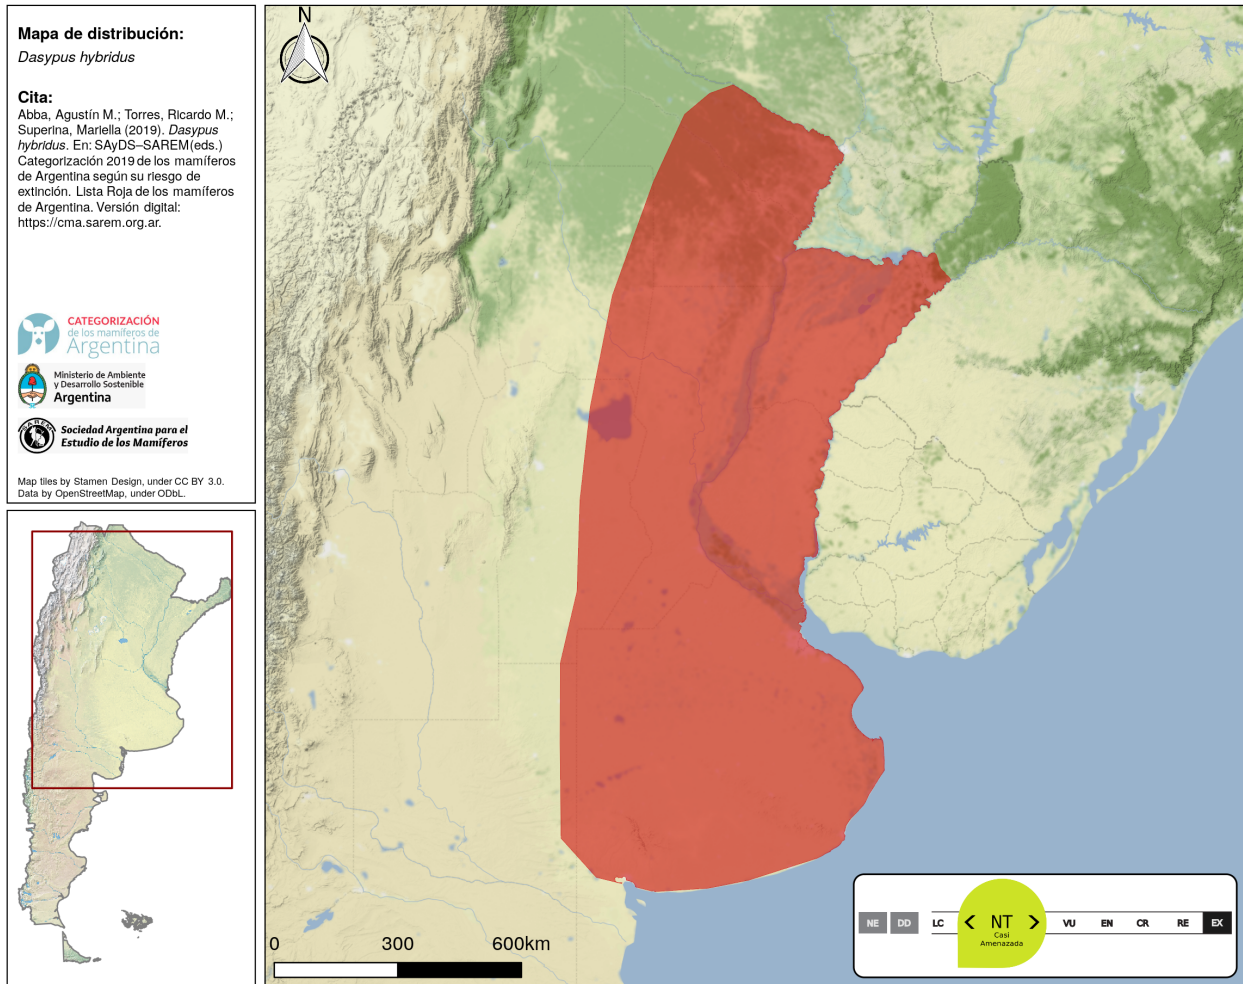 Mapa de distribución:
Dasypus hybridus
Cita:
Abba, Agustín M.; Torres, Ricardo M.;
Superina, Mariella (2019). Dasypus
hybridus. En: SAyDS–SAREM(eds.)
Categorización 2019 de los mamíferos
de Argentina según su riesgo de
extinción. Lista Roja de los mamíferos
de Argentina. Versión digital:
https://cma.sarem.org.ar.
CATEGORIZACIÓN
de los mamíferos de
Argentina
Ministerio de Ambiente
y Desarrollo Sostenible
Argentina
SAREM
Sociedad Argentina para el
Estudio de los Mamíferos
Map tiles by Stamen Design, under CC BY 3.0.
Data by OpenStreetMap, under ODbL.
N
0 300 600km
NE DD LC < NT > VU EN CR RE EX
Casi
Amenazada